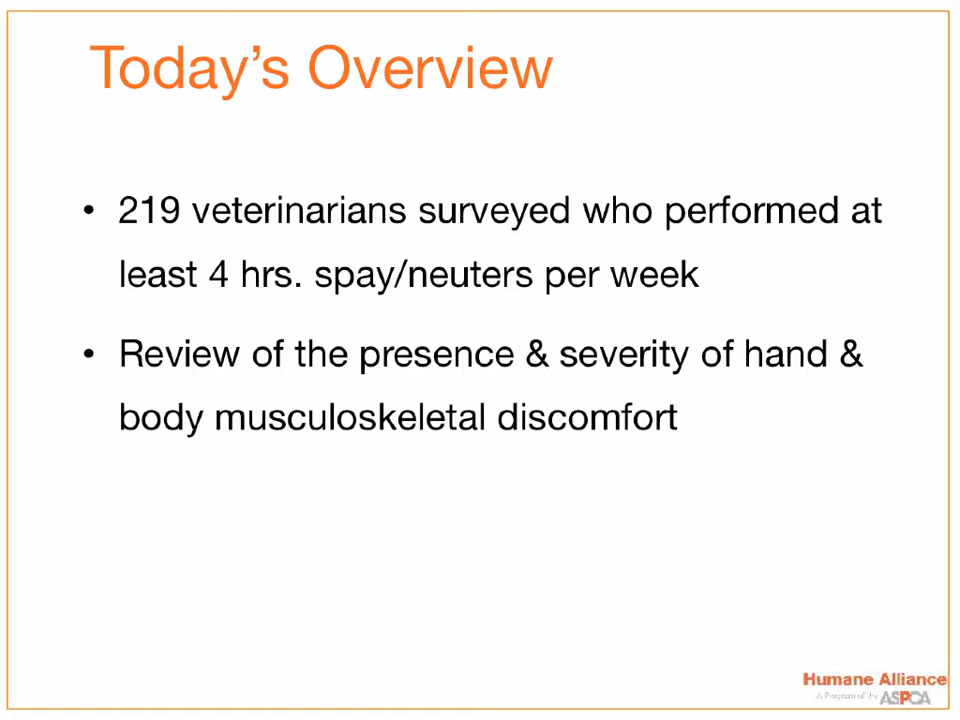 Today's Overview
• 219 veterinarians surveyed who performed at
least 4 hrs. spay/neuters per week
• Review of the presence & severity of hand &
body musculoskeletal discomfort
Humane Alliance
A Program of the ASPCA